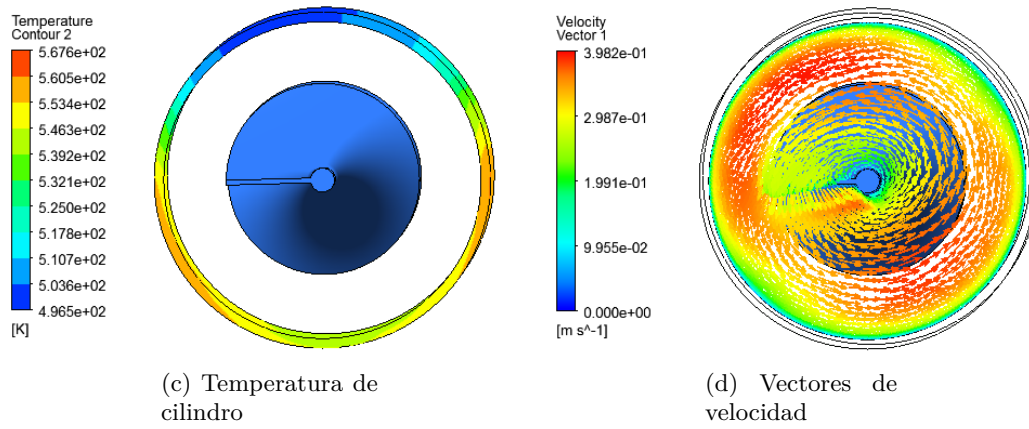 Temperature
Contour 2
5.676e+02
5.605e+02
5.534e+02
5.463e+02
5.392e+02
5.321e+02
5.250e+02
5.178e+02
5.107e+02
5.036e+02
4.965e+02
[K]
(c) Temperatura de
cilindro
Velocity
Vector 1
3.982e-01
2.987e-01
1.991e-01
9.955e-02
0.000e+00
[m s^-1]
(d) Vectores de
velocidad